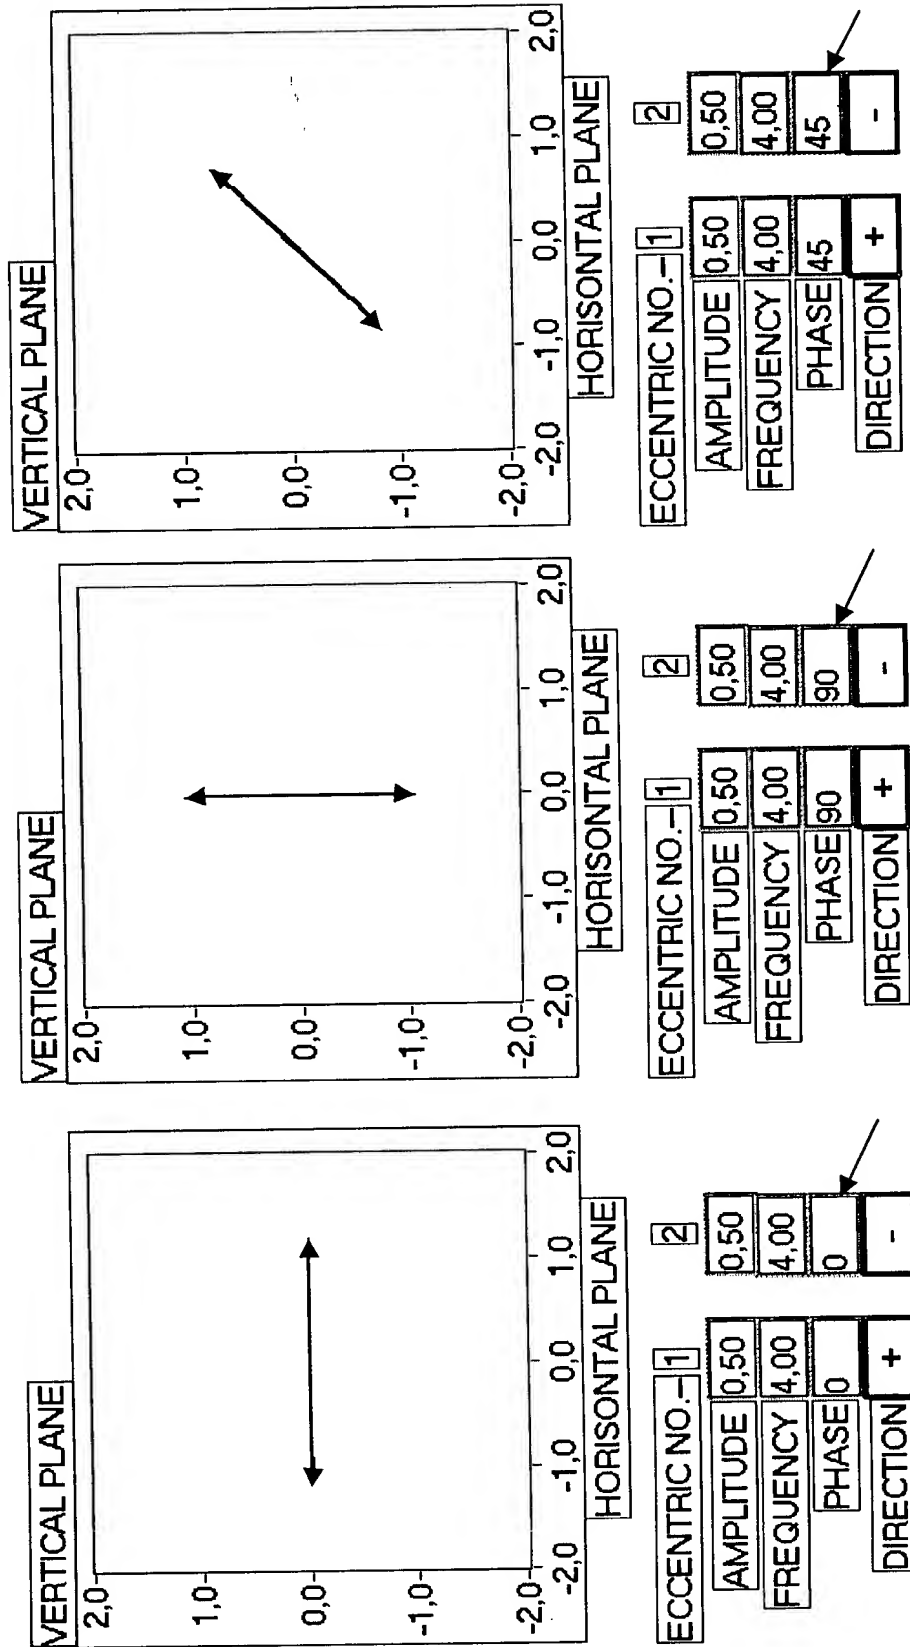 VERTICAL PLANE
2,0
1,0
0,0
-1,0
-2,0
-2,0 -1,0 0,0 1,0 2,0
HORISONTAL PLANE
ECCENTRIC NO.- 1 2
AMPLITUDE 0,50 0,50
FREQUENCY 4,00 4,00
PHASE 0 0
DIRECTION + -
VERTICAL PLANE
2,0
1,0
0,0
-1,0
-2,0
-2,0 -1,0 0,0 1,0 2,0
HORISONTAL PLANE
ECCENTRIC NO.- 1 2
AMPLITUDE 0,50 0,50
FREQUENCY 4,00 4,00
PHASE 90 90
DIRECTION + -
VERTICAL PLANE
2,0
1,0
0,0
-1,0
-2,0
-2,0 -1,0 0,0 1,0 2,0
HORISONTAL PLANE
ECCENTRIC NO.- 1 2
AMPLITUDE 0,50 0,50
FREQUENCY 4,00 4,00
PHASE 45 45
DIRECTION + -